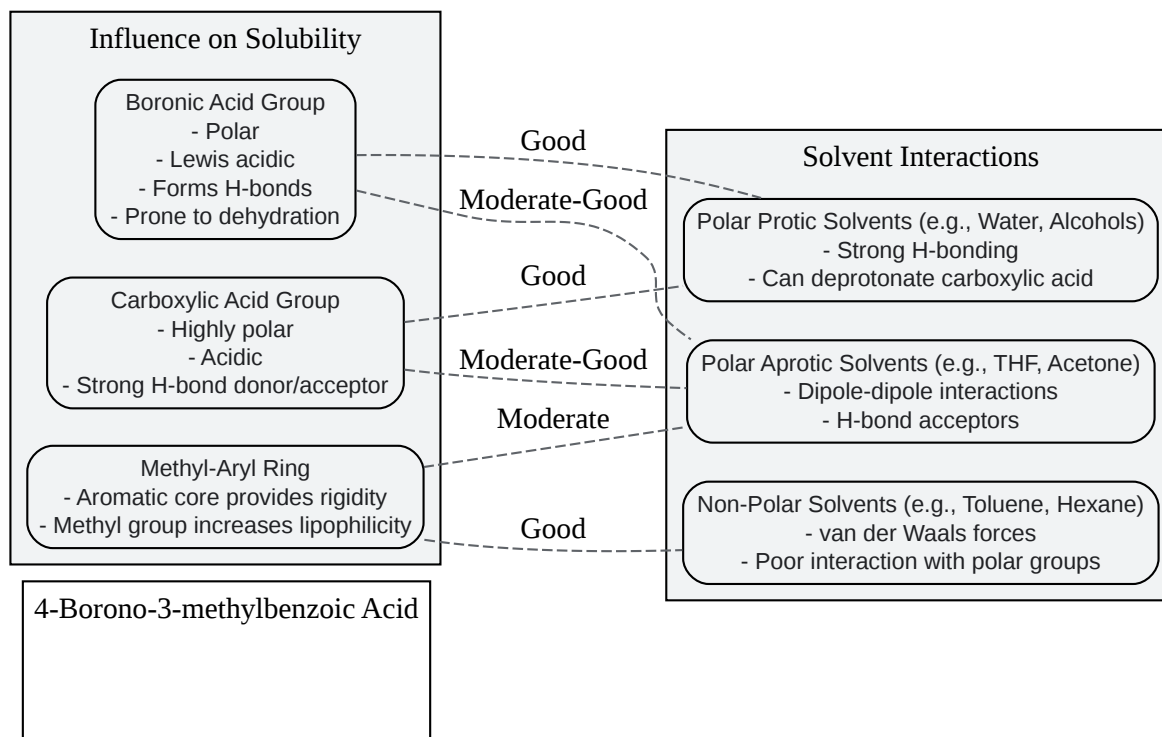 Influence on Solubility
Boronic Acid Group
- Polar
- Lewis acidic
- Forms H-bonds
- Prone to dehydration
Carboxylic Acid Group
- Highly polar
- Acidic
- Strong H-bond donor/acceptor
Methyl-Aryl Ring
- Aromatic core provides rigidity
- Methyl group increases lipophilicity
4-Borono-3-methylbenzoic Acid
Good
Moderate-Good
Good
Moderate-Good
Moderate
Good
Solvent Interactions
Polar Protic Solvents (e.g., Water, Alcohols)
- Strong H-bonding
- Can deprotonate carboxylic acid
Polar Aprotic Solvents (e.g., THF, Acetone)
- Dipole-dipole interactions
- H-bond acceptors
Non-Polar Solvents (e.g., Toluene, Hexane)
- van der Waals forces
- Poor interaction with polar groups